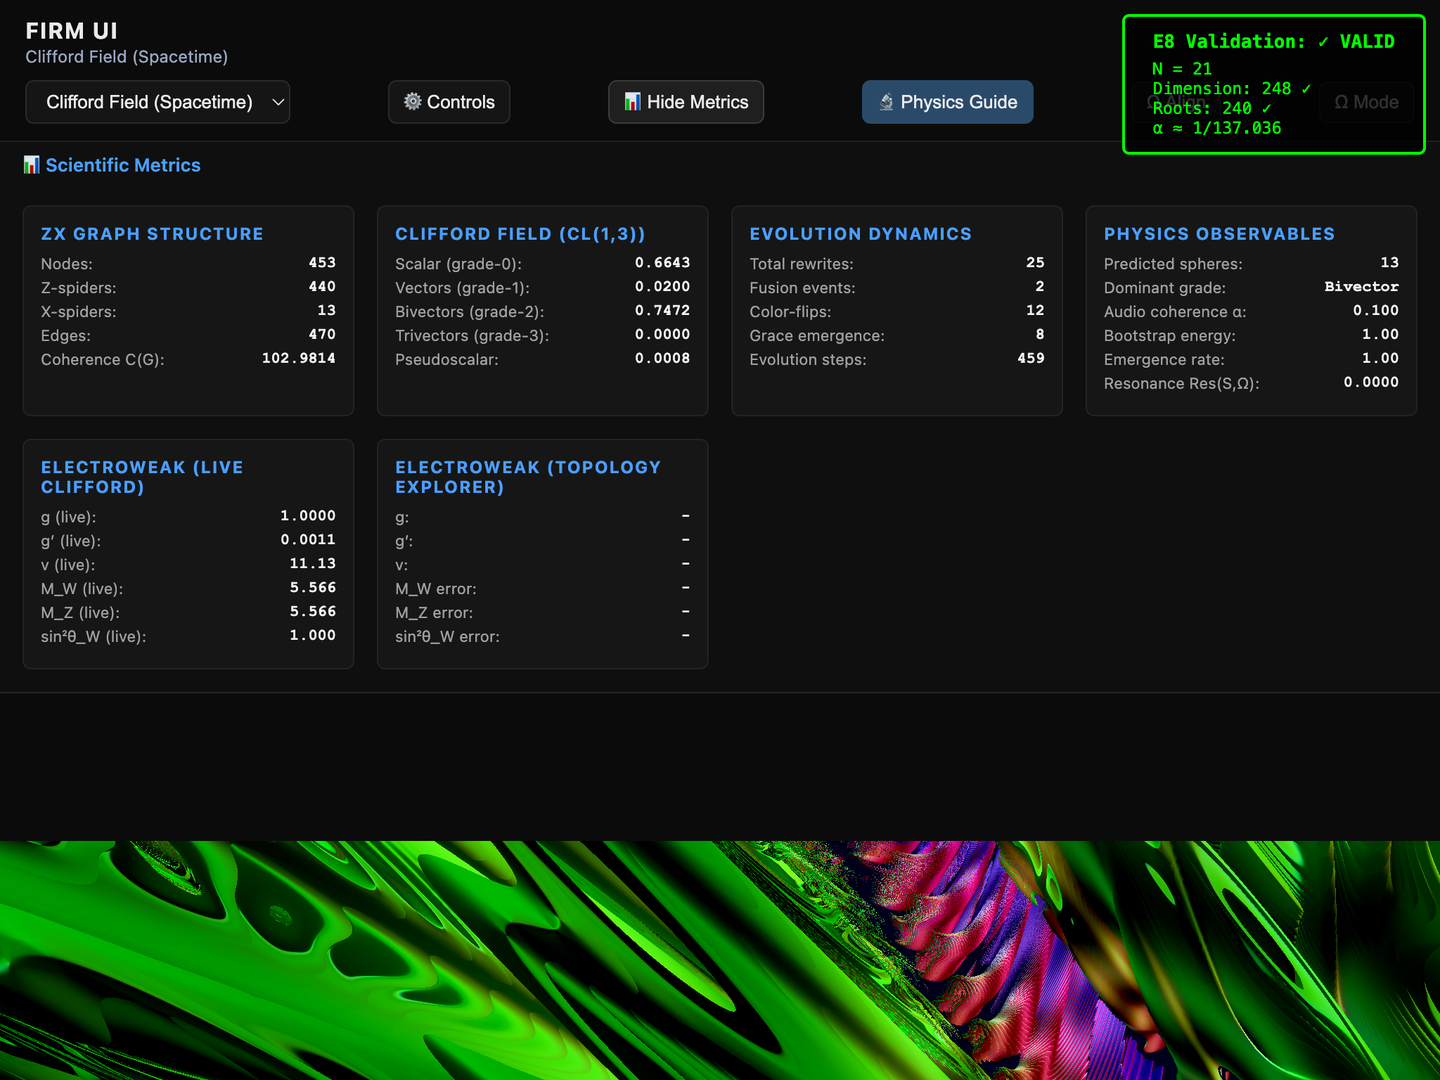 FIRM UI
Clifford Field (Spacetime)
Clifford Field (Spacetime)
Controls
Hide Metrics
Physics Guide
Ω Align
Ω Mode
E8 Validation: ✓ VALID
N = 21
Dimension: 248 ✓
Roots: 240 ✓
α ≈ 1/137.036
Scientific Metrics
ZX GRAPH STRUCTURE
Nodes: 453
Z-spiders: 440
X-spiders: 13
Edges: 470
Coherence C(G): 102.9814
CLIFFORD FIELD (CL(1,3))
Scalar (grade-0): 0.6643
Vectors (grade-1): 0.0200
Bivectors (grade-2): 0.7472
Trivectors (grade-3): 0.0000
Pseudoscalar: 0.0008
EVOLUTION DYNAMICS
Total rewrites: 25
Fusion events: 2
Color-flips: 12
Grace emergence: 8
Evolution steps: 459
PHYSICS OBSERVABLES
Predicted spheres: 13
Dominant grade: Bivector
Audio coherence α: 0.100
Bootstrap energy: 1.00
Emergence rate: 1.00
Resonance Res(S,Ω): 0.0000
ELECTROWEAK (LIVE
CLIFFORD)
g (live): 1.0000
g′ (live): 0.0011
v (live): 11.13
M_W (live): 5.566
M_Z (live): 5.566
sin²θ_W (live): 1.000
ELECTROWEAK (TOPOLOGY
EXPLORER)
g: –
g′: –
v: –
M_W error: –
M_Z error: –
sin²θ_W error: –